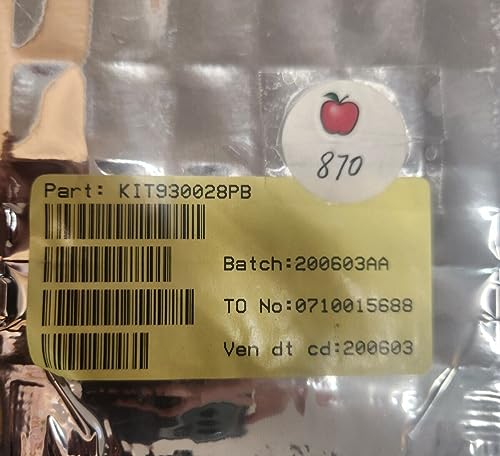 870
Part: KIT930028PB
Batch:200603AA
TO No:0710015688
Ven dt cd:200603